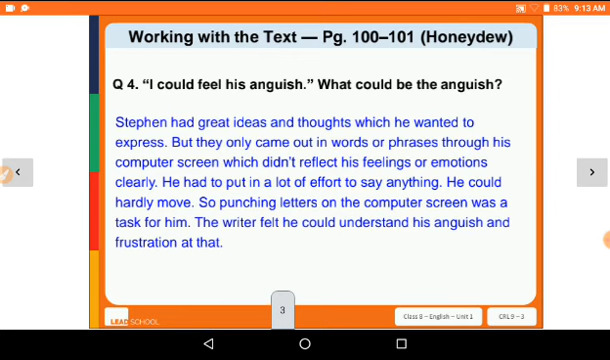 83% 9:13 AM
Working with the Text — Pg. 100–101 (Honeydew)
Q 4. “I could feel his anguish.” What could be the anguish?
Stephen had great ideas and thoughts which he wanted to
express. But they only came out in words or phrases through his
computer screen which didn’t reflect his feelings or emotions
clearly. He had to put in a lot of effort to say anything. He could
hardly move. So punching letters on the computer screen was a
task for him. The writer felt he could understand his anguish and
frustration at that.
3
LEAD SCHOOL
Class 8 – English – Unit 1
CRL 9 – 3